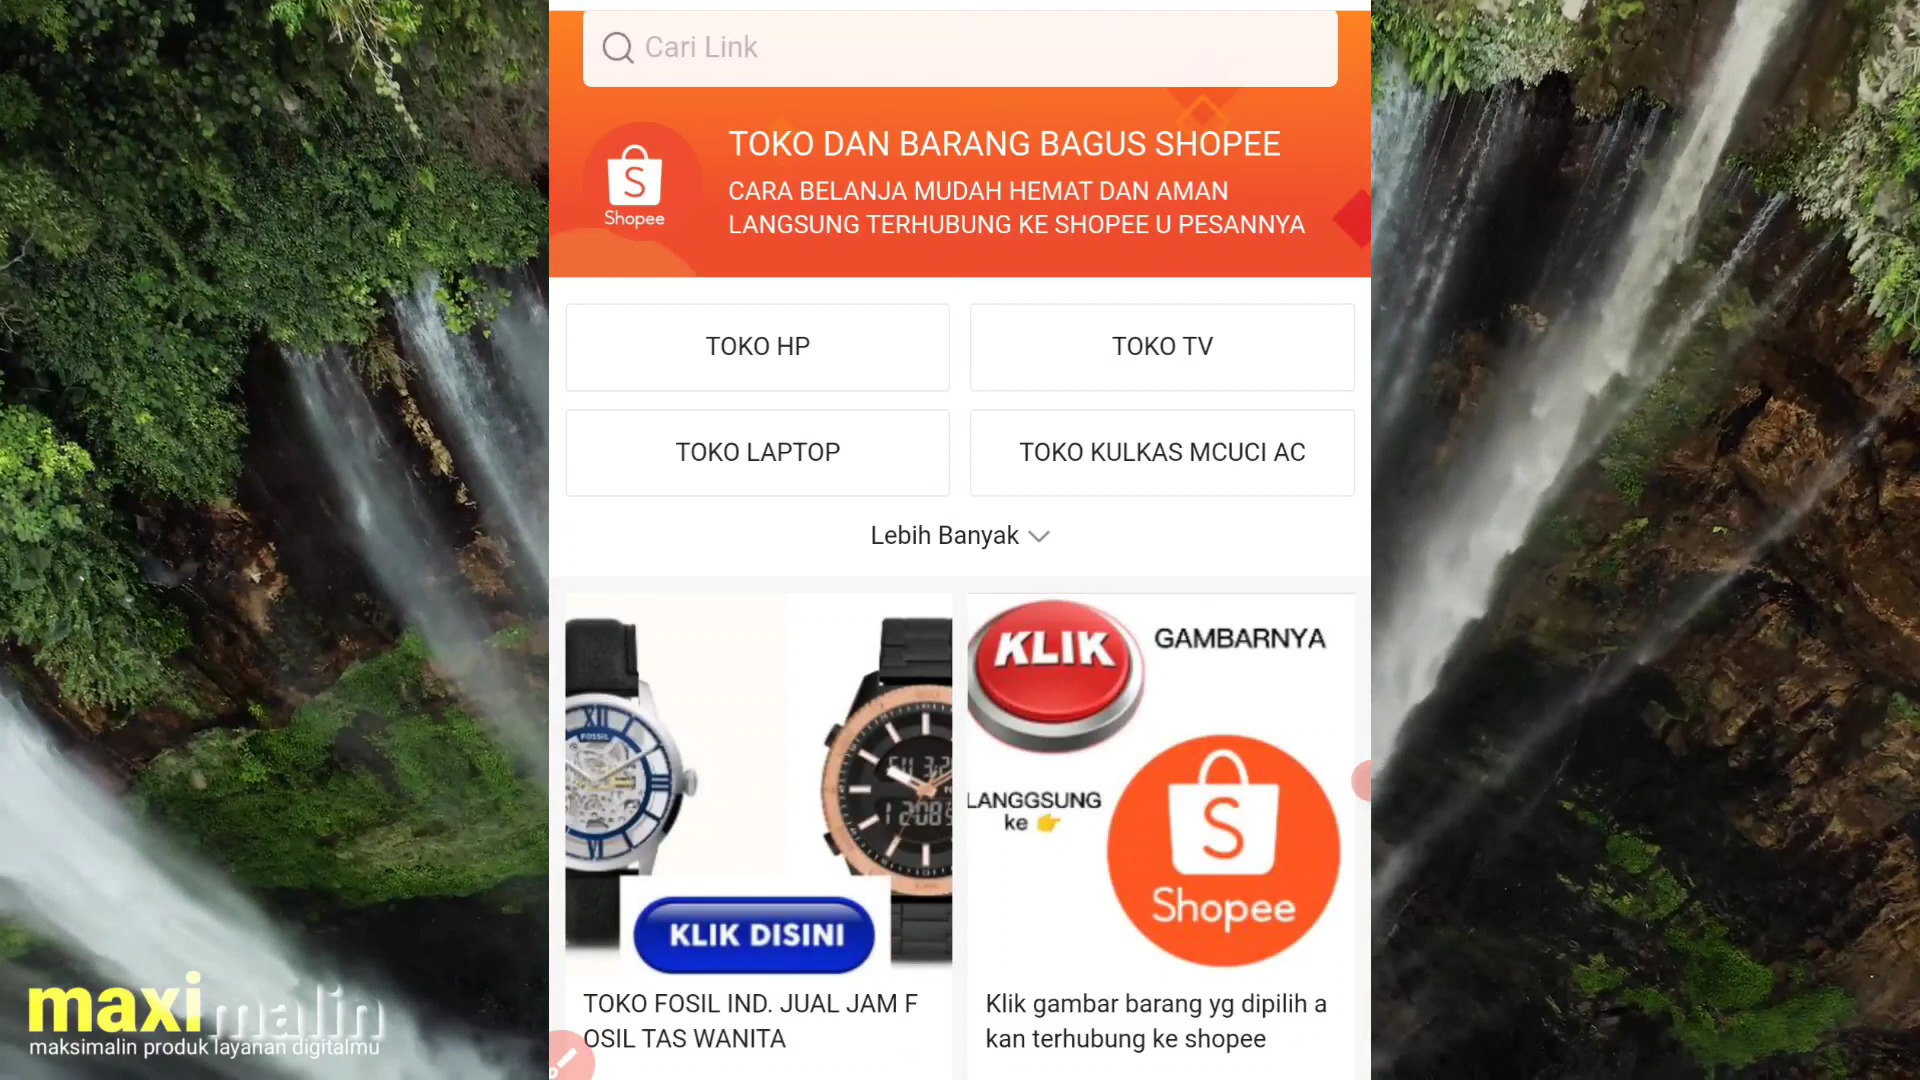 Cari Link
Shopee
TOKO DAN BARANG BAGUS SHOPEE
CARA BELANJA MUDAH HEMAT DAN AMAN
LANGSUNG TERHUBUNG KE SHOPEE U PESANNYA
TOKO HP
TOKO TV
TOKO LAPTOP
TOKO KULKAS MCUCI AC
Lebih Banyak
XII
FOSSIL
VI
KLIK DISINI
TOKO FOSIL IND. JUAL JAM F
OSIL TAS WANITA
KLIK
GAMBARNYA
LANGGSUNG
ke
Shopee
Klik gambar barang yg dipilih a
kan terhubung ke shopee
maximalin
maksimalin produk layanan digitalmu